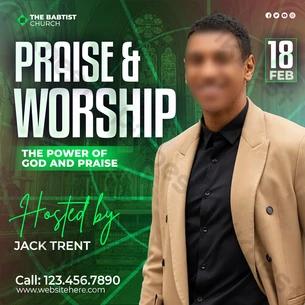 THE BABTIST
CHURCH
PRAISE &
WORSHIP
18
FEB
THE POWER OF
GOD AND PRAISE
Hosted by
JACK TRENT
Call: 123.456.7890
www.websitehere.com